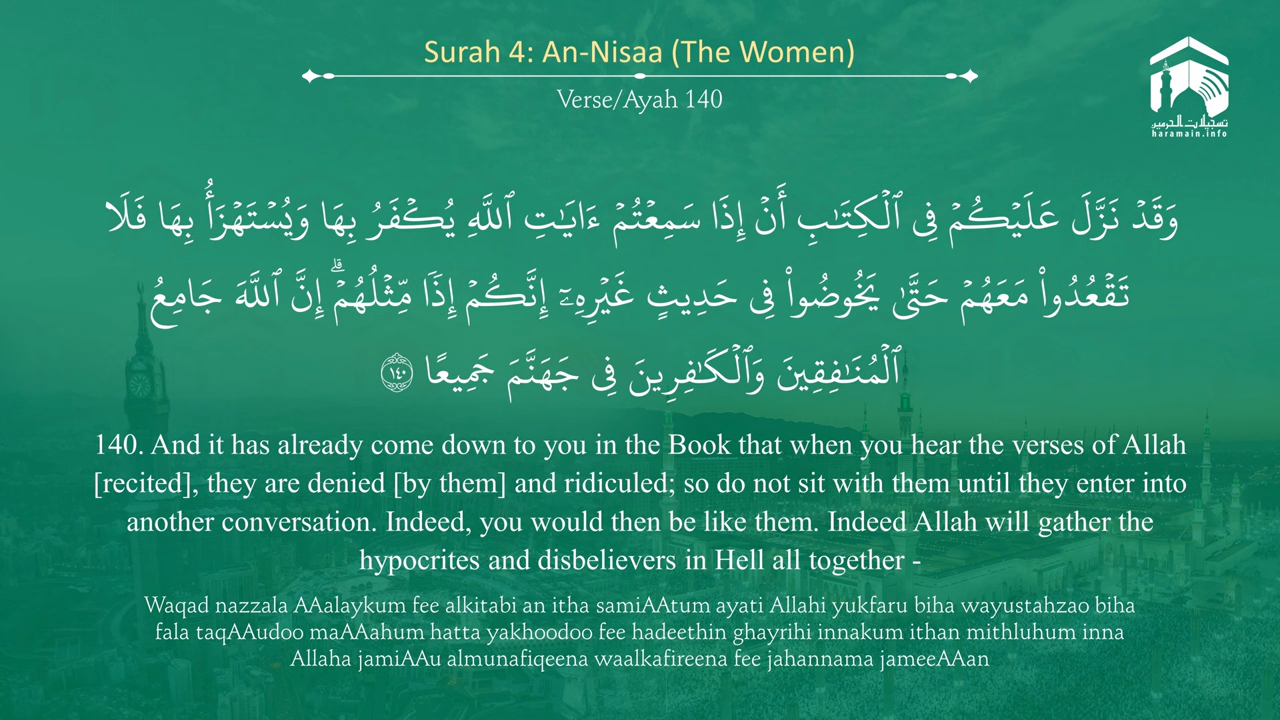 Surah 4: An-Nisaa (The Women)
Verse/Ayah 140
تسجيلات الحرمين
haramain.info
وَقَدۡ نَزَّلَ عَلَيۡكُمۡ فِي ٱلۡكِتَٰبِ أَنۡ إِذَا سَمِعۡتُمۡ ءَايَٰتِ ٱللَّهِ يُكۡفَرُ بِهَا وَيُسۡتَهۡزَأُ بِهَا فَلَا
تَقۡعُدُواْ مَعَهُمۡ حَتَّىٰ يَخُوضُواْ فِي حَدِيثٍ غَيۡرِهِۦٓ إِنَّكُمۡ إِذٗا مِّثۡلُهُمۡۗ إِنَّ ٱللَّهَ جَامِعُ
ٱلۡمُنَٰفِقِينَ وَٱلۡكَٰفِرِينَ فِي جَهَنَّمَ جَمِيعًا ١٤٠
140. And it has already come down to you in the Book that when you hear the verses of Allah
[recited], they are denied [by them] and ridiculed; so do not sit with them until they enter into
another conversation. Indeed, you would then be like them. Indeed Allah will gather the
hypocrites and disbelievers in Hell all together -
Waqad nazzala AAalaykum fee alkitabi an itha samiAAtum ayati Allahi yukfaru biha wayustahzao biha
fala taqAAudoo maAAahum hatta yakhoodoo fee hadeethin ghayrihi innakum ithan mithluhum inna
Allaha jamiAAu almunafiqeena waalkafireena fee jahannama jameeAAan